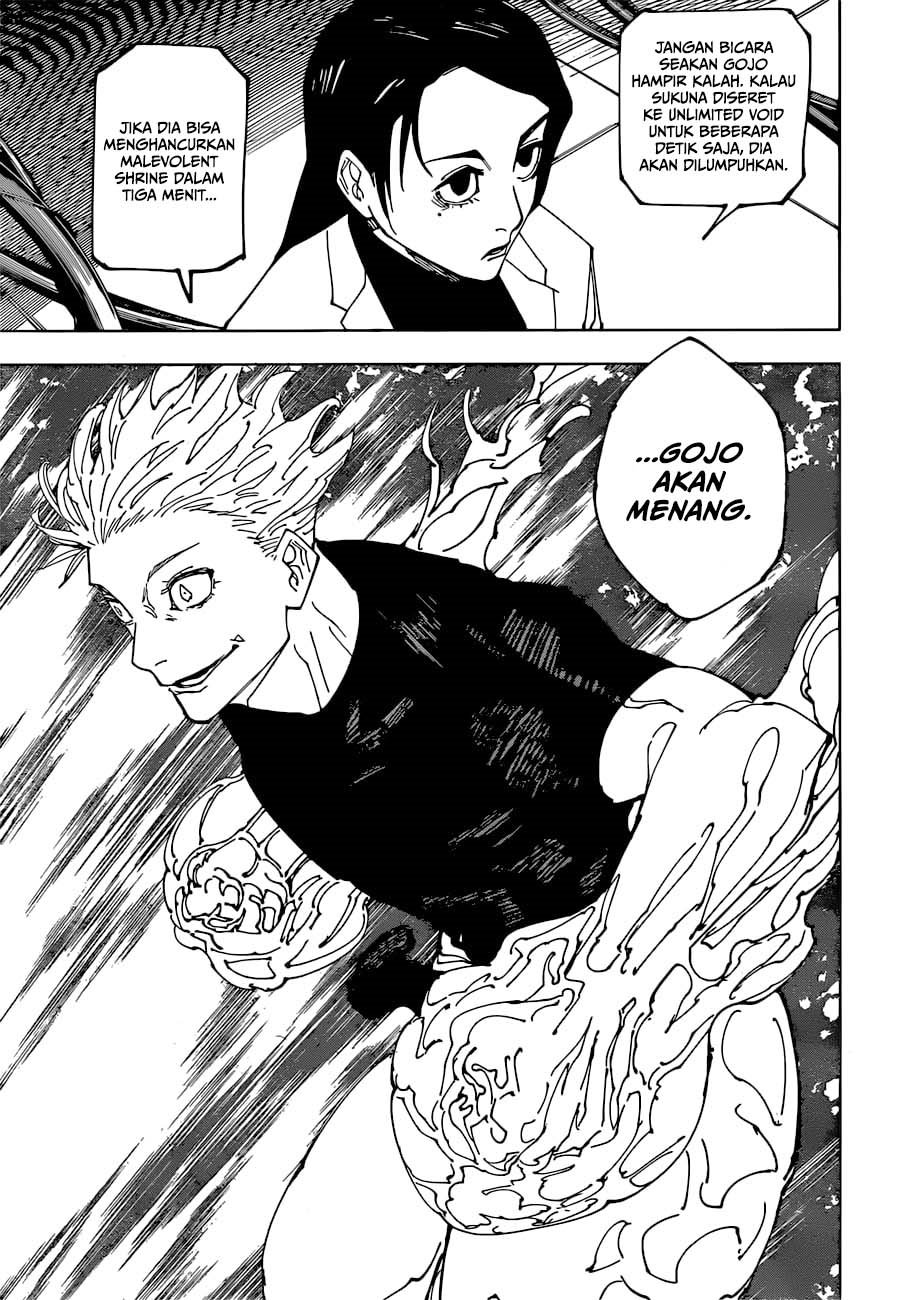 JANGAN BICARA
SEAKAN GOJO
HAMPIR KALAH. KALAU
SUKUNA DISERET
KE UNLIMITED VOID
UNTUK BEBERAPA
DETIK SAJA, DIA
AKAN DILUMPUHKAN.
JIKA DIA BISA
MENGHANCURKAN
MALEVOLENT
SHRINE DALAM
TIGA MENIT...
...GOJO
AKAN
MENANG.